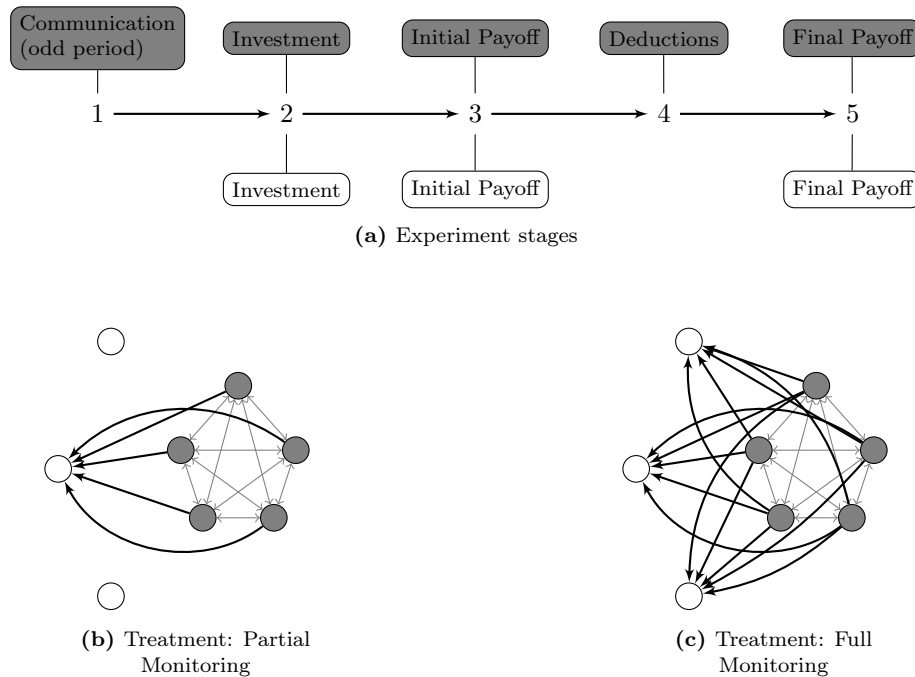 Communication
(odd period)
Investment
Initial Payoff
Deductions
Final Payoff
1
2
3
4
5
Investment
Initial Payoff
Final Payoff
(a) Experiment stages
(b) Treatment: Partial
Monitoring
(c) Treatment: Full
Monitoring